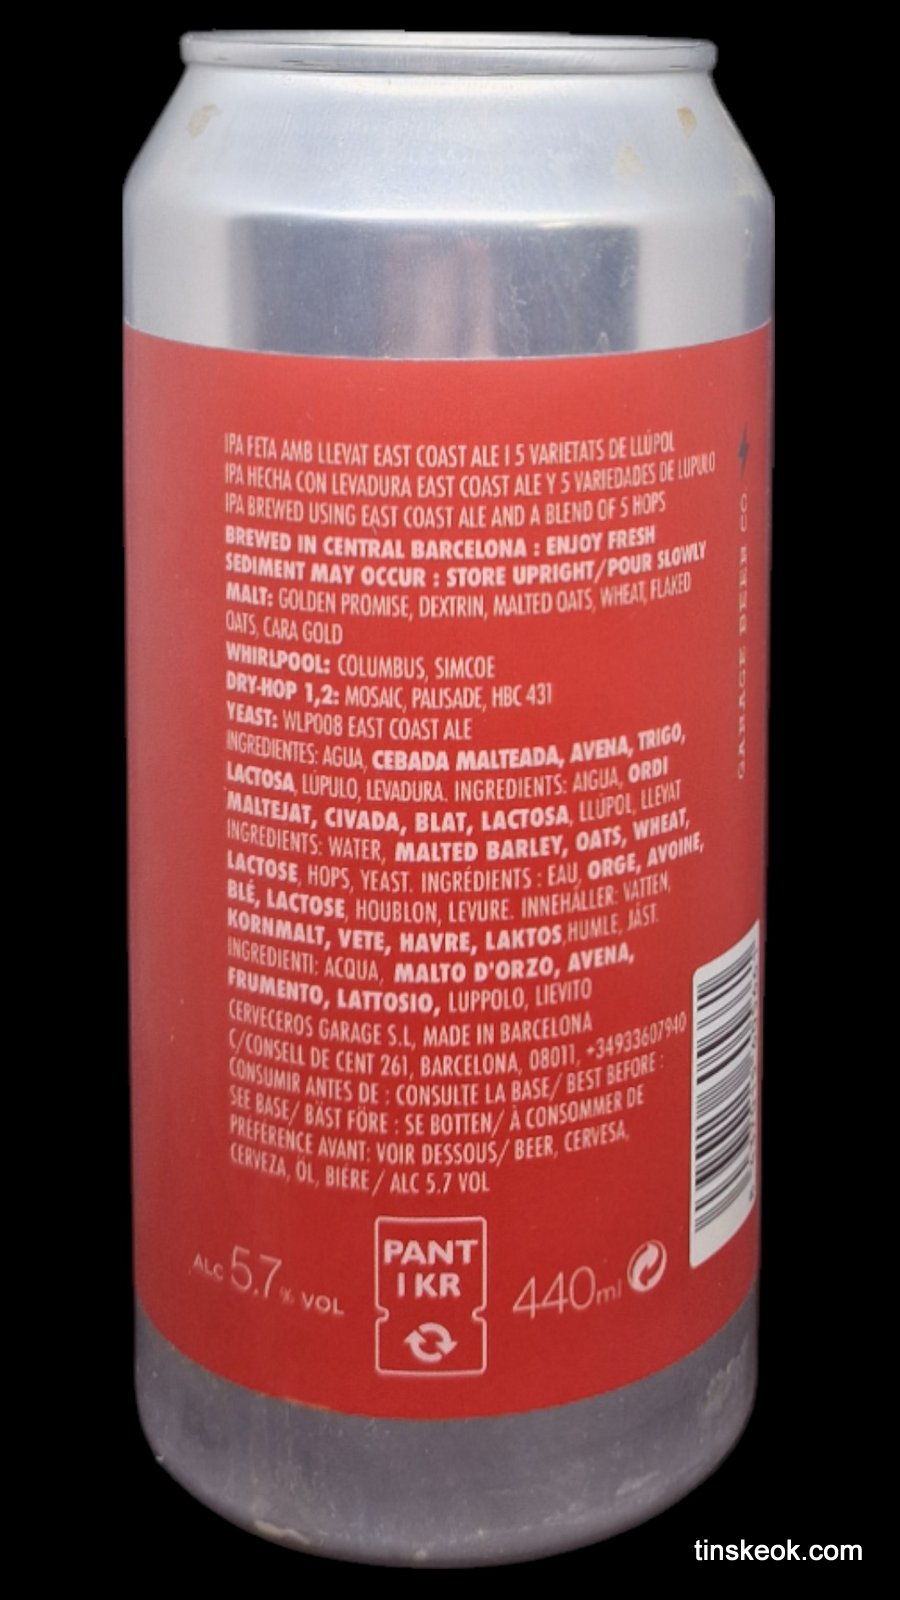 IPA FETA AMB LLEVAT EAST COAST ALE I 5 VARIETATS DE LLÚPOL
IPA HECHA CON LEVADURA EAST COAST ALE Y 5 VARIEDADES DE LUPULO
IPA BREWED USING EAST COAST ALE AND A BLEND OF 5 HOPS
BREWED IN CENTRAL BARCELONA : ENJOY FRESH
SEDIMENT MAY OCCUR : STORE UPRIGHT/POUR SLOWLY
MALT: GOLDEN PROMISE, DEXTRIN, MALTED OATS, WHEAT, FLAKED
OATS, CARA GOLD
WHIRLPOOL: COLUMBUS, SIMCOE
DRY-HOP 1,2: MOSAIC, PALISADE, HBC 431
YEAST: WLP008 EAST COAST ALE
INGREDIENTES: AGUA, CEBADA MALTEADA, AVENA, TRIGO,
LACTOSA, LÚPULO, LEVADURA. INGREDIENTS: AIGUA, ORDI
MALTEJAT, CIVADA, BLAT, LACTOSA, LLÚPOL, LLEVAT
INGREDIENTS: WATER, MALTED BARLEY, OATS, WHEAT,
LACTOSE, HOPS, YEAST. INGRÉDIENTS : EAU, ORGE, AVOINE,
BLÉ, LACTOSE, HOUBLON, LEVURE. INNEHÅLLER: VATTEN,
KORNMALT, VETE, HAVRE, LAKTOS,HUMLE, JÄST.
INGREDIENTI: ACQUA, MALTO D'ORZO, AVENA,
FRUMENTO, LATTOSIO, LUPPOLO, LIEVITO
CERVECEROS GARAGE S.L, MADE IN BARCELONA
C/CONSELL DE CENT 261, BARCELONA, 08011, +34933607940
CONSUMIR ANTES DE : CONSULTE LA BASE/ BEST BEFORE :
SEE BASE/ BÄST FÖRE : SE BOTTEN/ À CONSOMMER DE
PREFÉRENCE AVANT: VOIR DESSOUS/ BEER, CERVESA,
CERVEZA, ÖL, BIÉRE / ALC 5.7 VOL
GARAGE BEER CO
ALC 5.7 % VOL
PANT
I KR
440ml
tinskeok.com